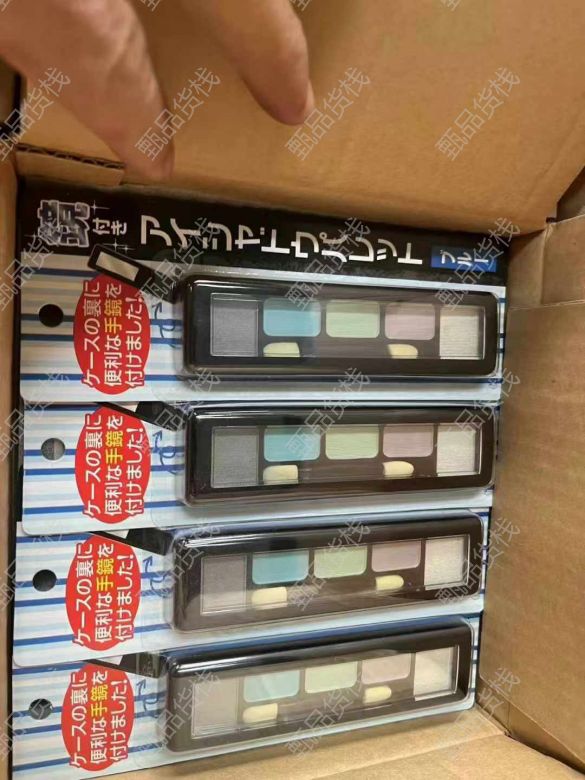 鏡付き
アイシャドウパレット
ブルー
ケースの裏に
便利な手鏡を
付けました!
ケースの裏に
便利な手鏡を
付けました!
ケースの裏に
便利な手鏡を
付けました!
ケースの裏に
便利な手鏡を
付けました!
甄品货栈